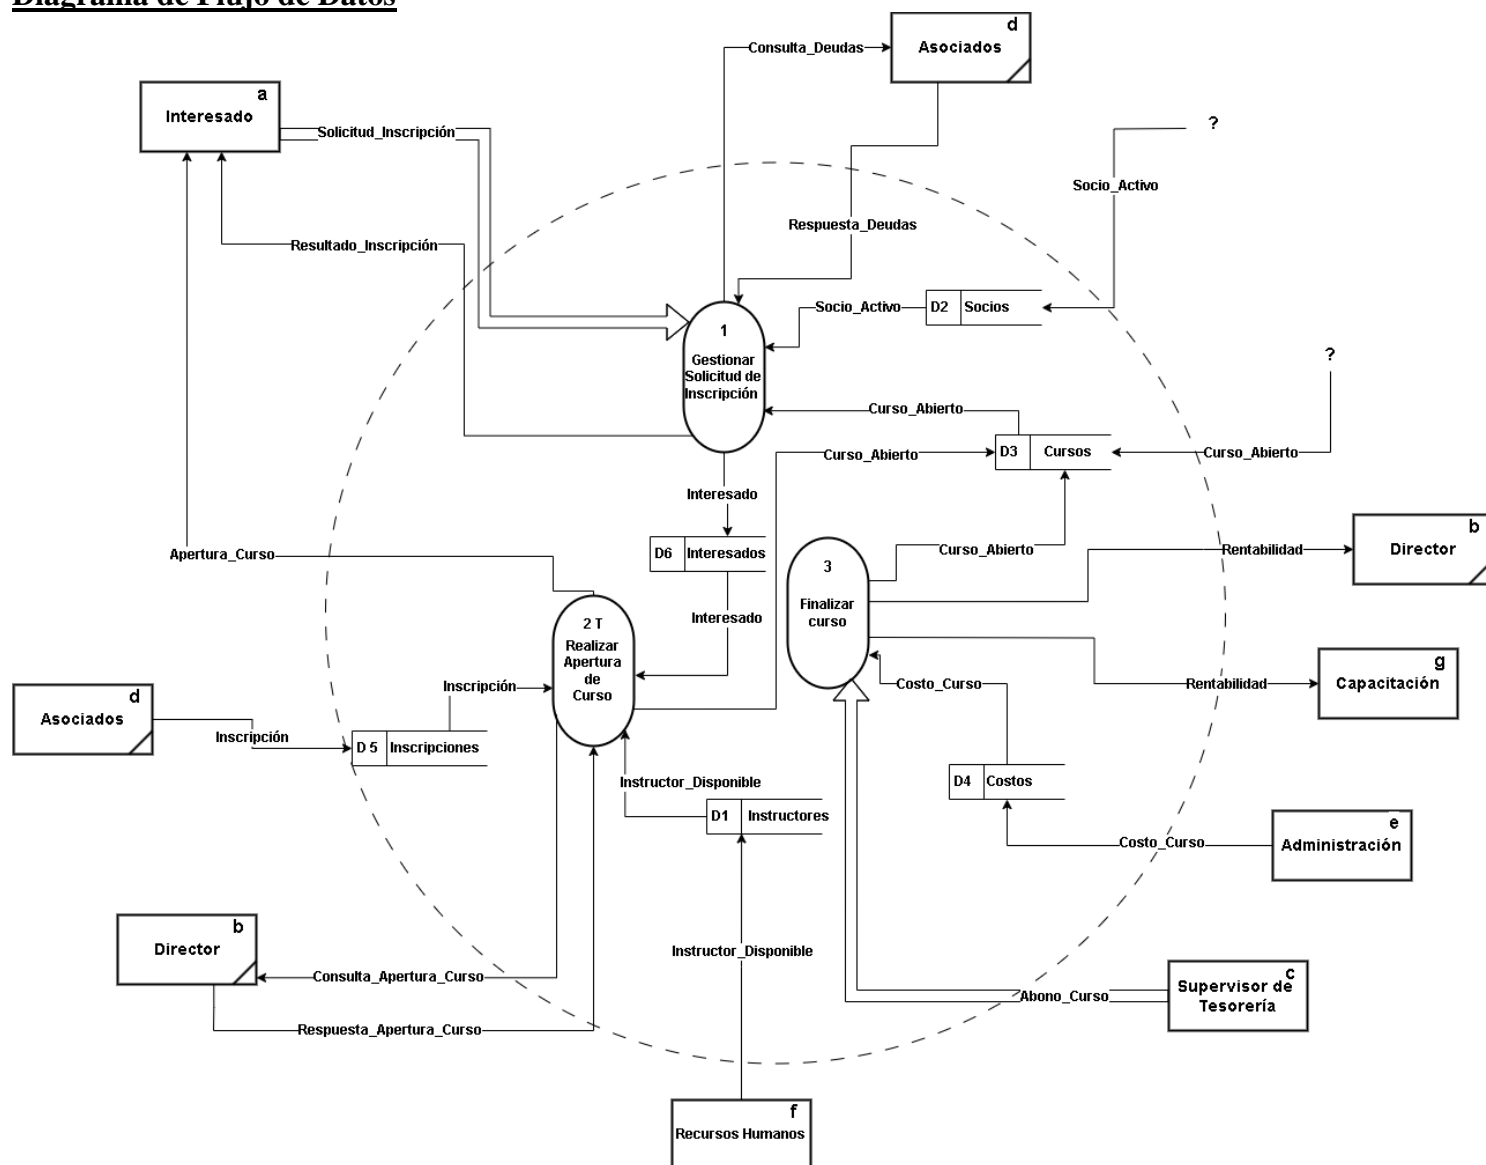 Diagrama de Flujo de Datos
d
Asociados
Consulta_Deudas
a
Interesado
Solicitud_Inscripción
?
Socio_Activo
Respuesta_Deudas
Resultado_Inscripción
Socio_Activo
D2 Socios
1
Gestionar
Solicitud de
Inscripción
?
Curso_Abierto
Curso_Abierto
D3 Cursos
Curso_Abierto
Interesado
D6 Interesados
Apertura_Curso
Curso_Abierto
Rentabilidad
b
Director
3
Finalizar
curso
Interesado
2 T
Realizar
Apertura
de
Curso
g
Capacitación
Rentabilidad
Costo_Curso
Inscripción
d
Asociados
Inscripción
D 5 Inscripciones
Instructor_Disponible
D4 Costos
D1 Instructores
e
Administración
Costo_Curso
b
Director
Instructor_Disponible
Consulta_Apertura_Curso
Respuesta_Apertura_Curso
Abono_Curso
c
Supervisor de
Tesorería
f
Recursos Humanos